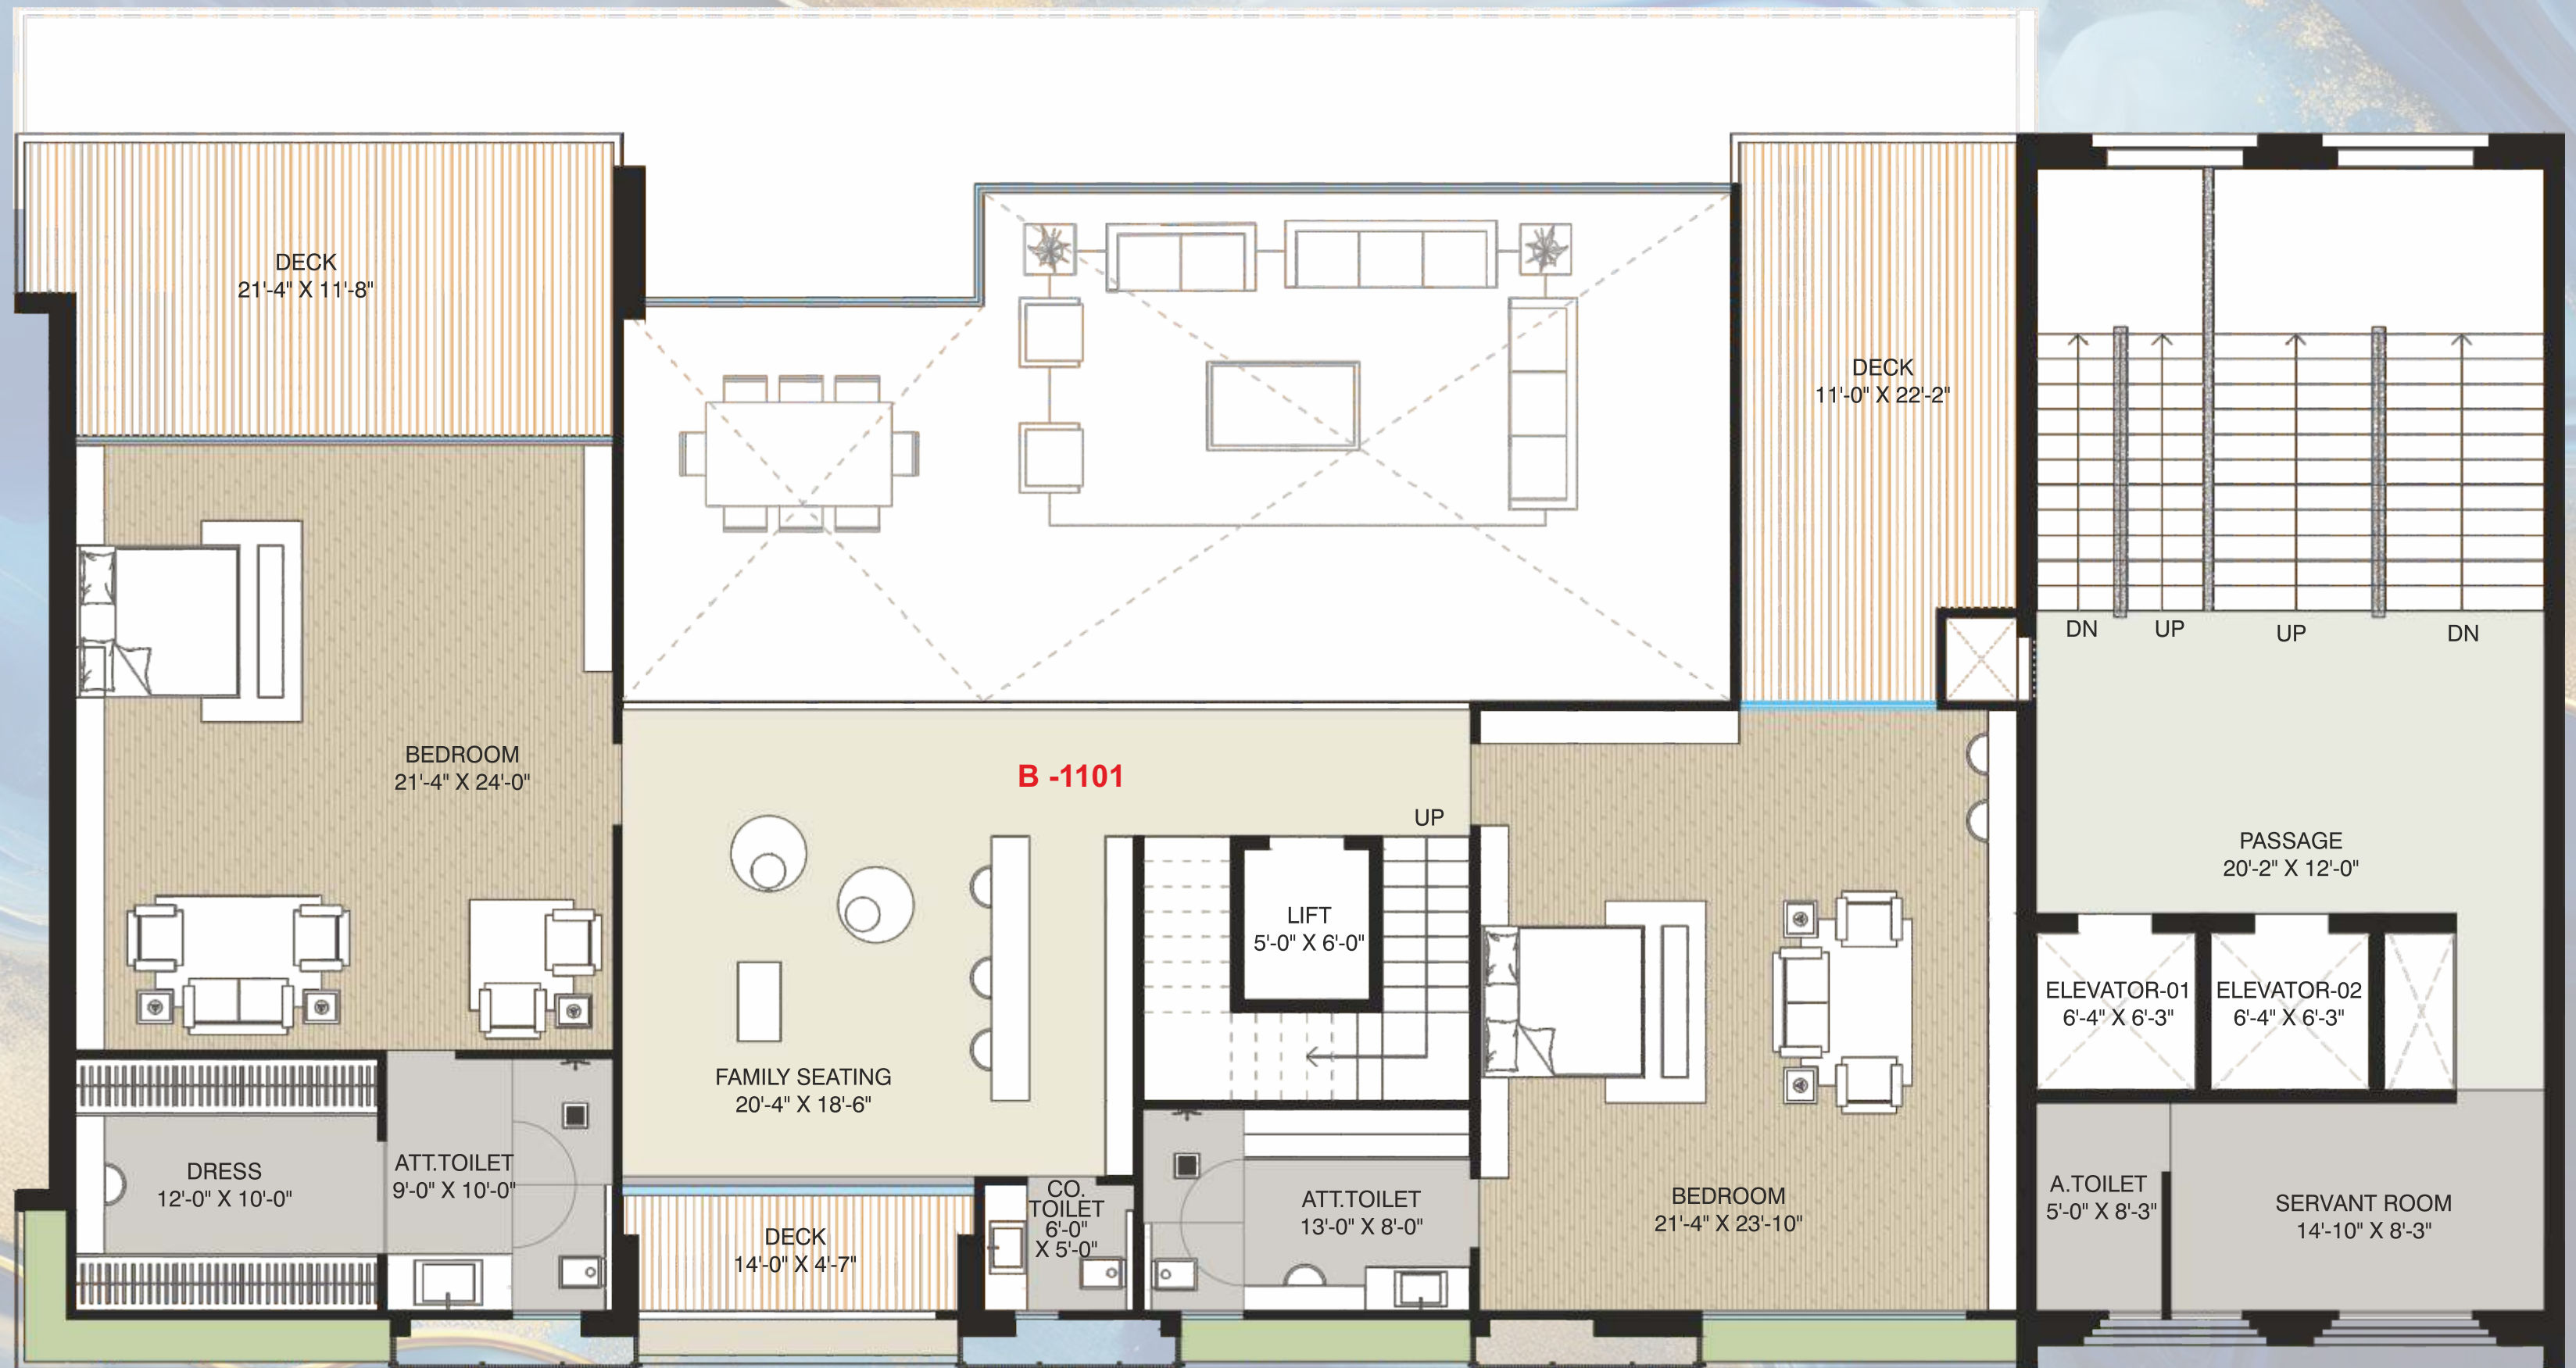 DECK
21'-4" X 11'-8"
DECK
11'-0" X 22'-2"
DN
UP
UP
DN
BEDROOM
21'-4" X 24'-0"
B -1101
UP
PASSAGE
20'-2" X 12'-0"
LIFT
5'-0" X 6'-0"
ELEVATOR-01
6'-4" X 6'-3"
ELEVATOR-02
6'-4" X 6'-3"
FAMILY SEATING
20'-4" X 18'-6"
DRESS
12'-0" X 10'-0"
ATT.TOILET
9'-0" X 10'-0"
CO.
TOILET
6'-0"
X 5'-0"
ATT.TOILET
13'-0" X 8'-0"
BEDROOM
21'-4" X 23'-10"
A.TOILET
5'-0" X 8'-3"
SERVANT ROOM
14'-10" X 8'-3"
DECK
14'-0" X 4'-7"